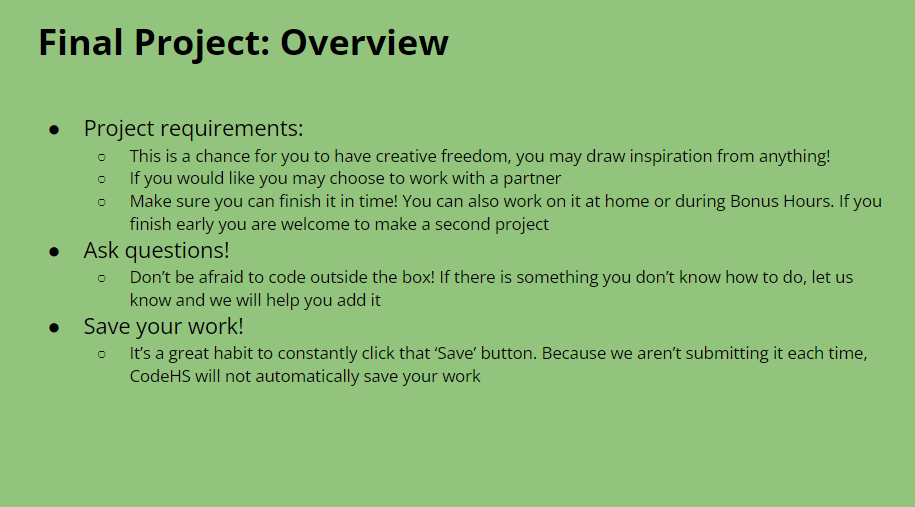 Final Project: Overview
● Project requirements:
○ This is a chance for you to have creative freedom, you may draw inspiration from anything!
○ If you would like you may choose to work with a partner
○ Make sure you can finish it in time! You can also work on it at home or during Bonus Hours. If you
finish early you are welcome to make a second project
● Ask questions!
○ Don’t be afraid to code outside the box! If there is something you don’t know how to do, let us
know and we will help you add it
● Save your work!
○ It’s a great habit to constantly click that ‘Save’ button. Because we aren’t submitting it each time,
CodeHS will not automatically save your work